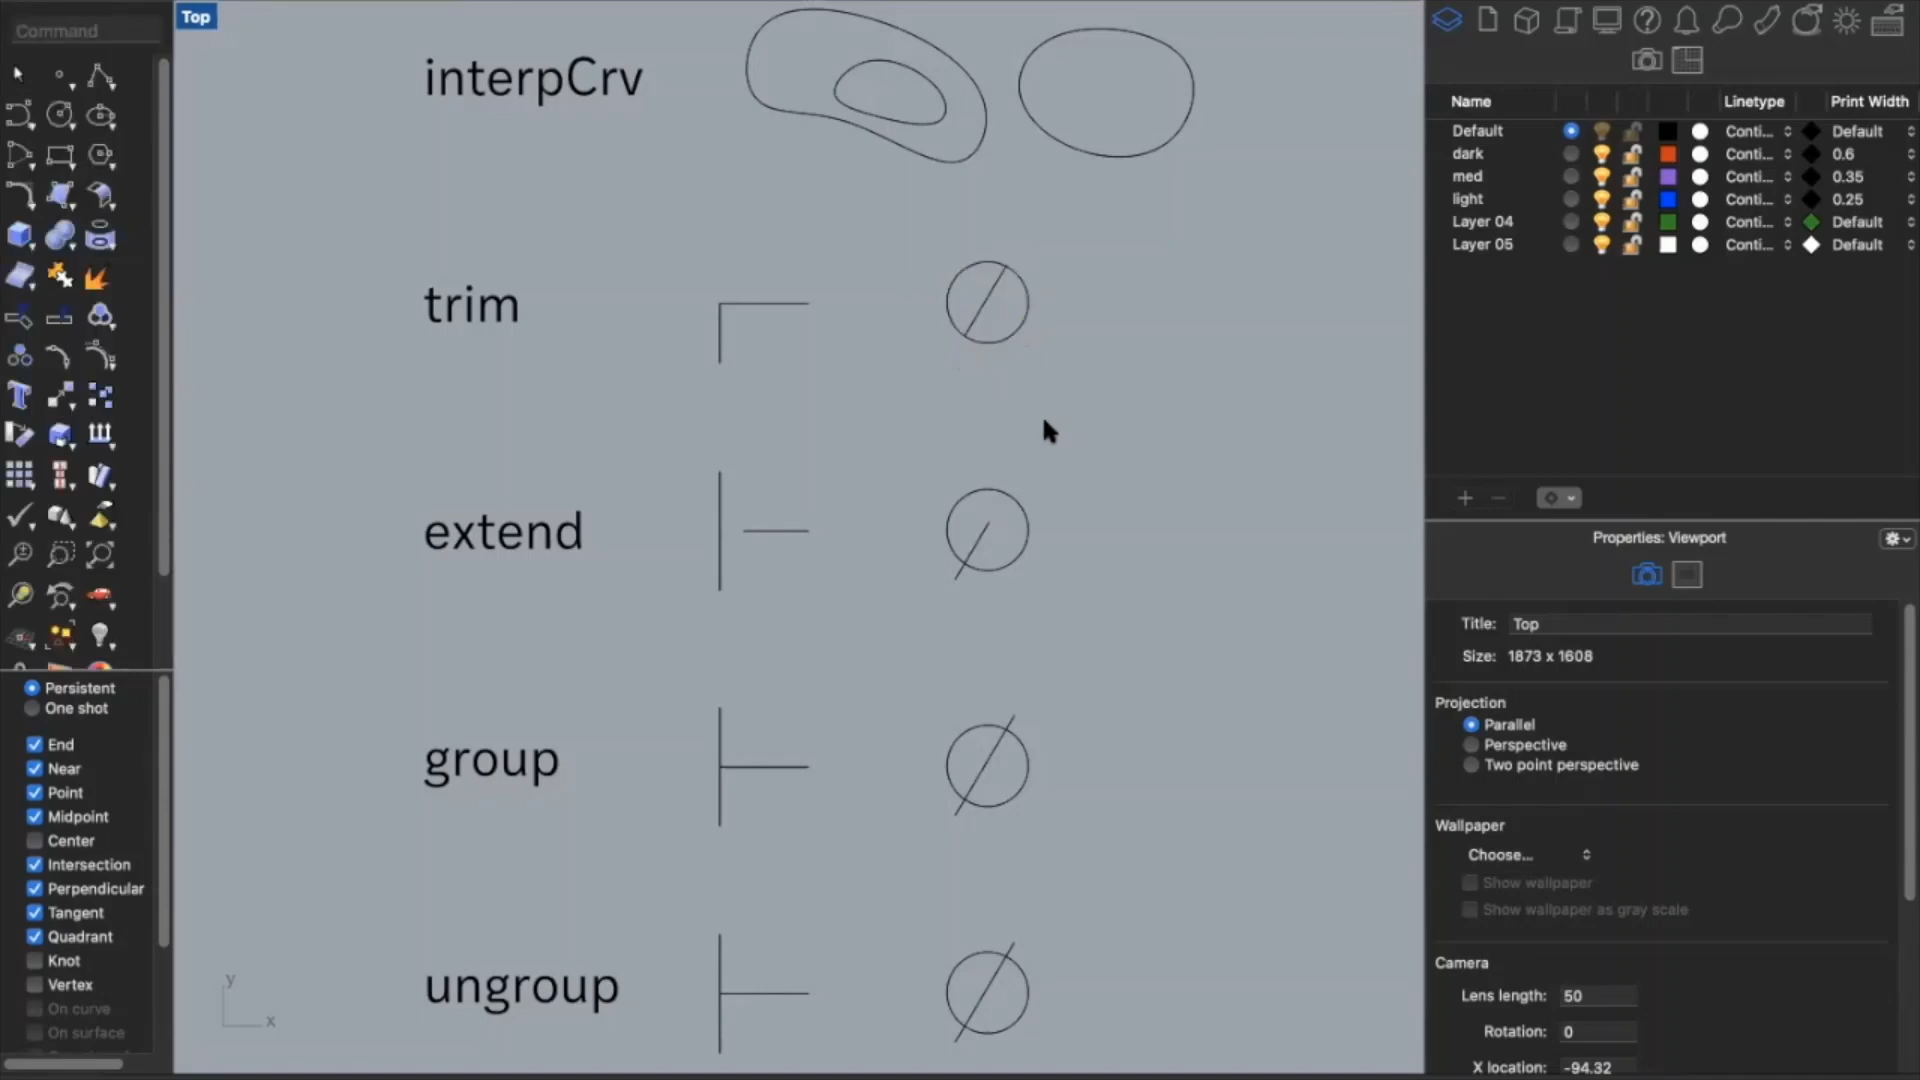 Top
Command
interpCrv
trim
extend
group
ungroup
y
x
Persistent
One shot
End
Near
Point
Midpoint
Center
Intersection
Perpendicular
Tangent
Quadrant
Knot
Vertex
On curve
On surface
Name Linetype Print Width
Default Conti... Default
dark Conti... 0.6
med Conti... 0.35
light Conti... 0.25
Layer 04 Conti... Default
Layer 05 Conti... Default
Properties: Viewport
Title: Top
Size: 1873 x 1608
Projection
Parallel
Perspective
Two point perspective
Wallpaper
Choose...
Show wallpaper
Show wallpaper as gray scale
Camera
Lens length: 50
Rotation: 0
X location: -94.32